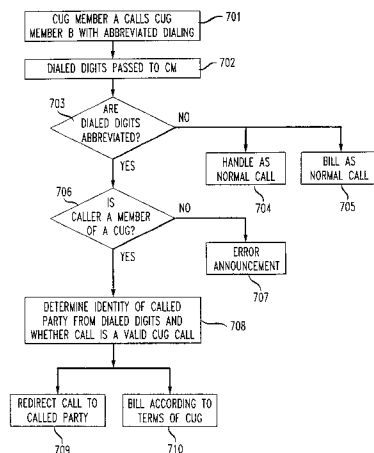 CUG MEMBER A CALLS CUG
MEMBER B WITH ABBREVIATED DIALING
701
DIALED DIGITS PASSED TO CM
702
703
ARE
DIALED DIGITS
ABBREVIATED?
NO
YES
HANDLE AS
NORMAL CALL
704
BILL AS
NORMAL CALL
705
706
IS
CALLER A MEMBER
OF A CUG?
NO
YES
ERROR
ANNOUNCEMENT
707
DETERMINE IDENTITY OF CALLED
PARTY FROM DIALED DIGITS AND
WHETHER CALL IS A VALID CUG CALL
708
REDIRECT CALL TO
CALLED PARTY
709
BILL ACCORDING TO
TERMS OF CUG
710